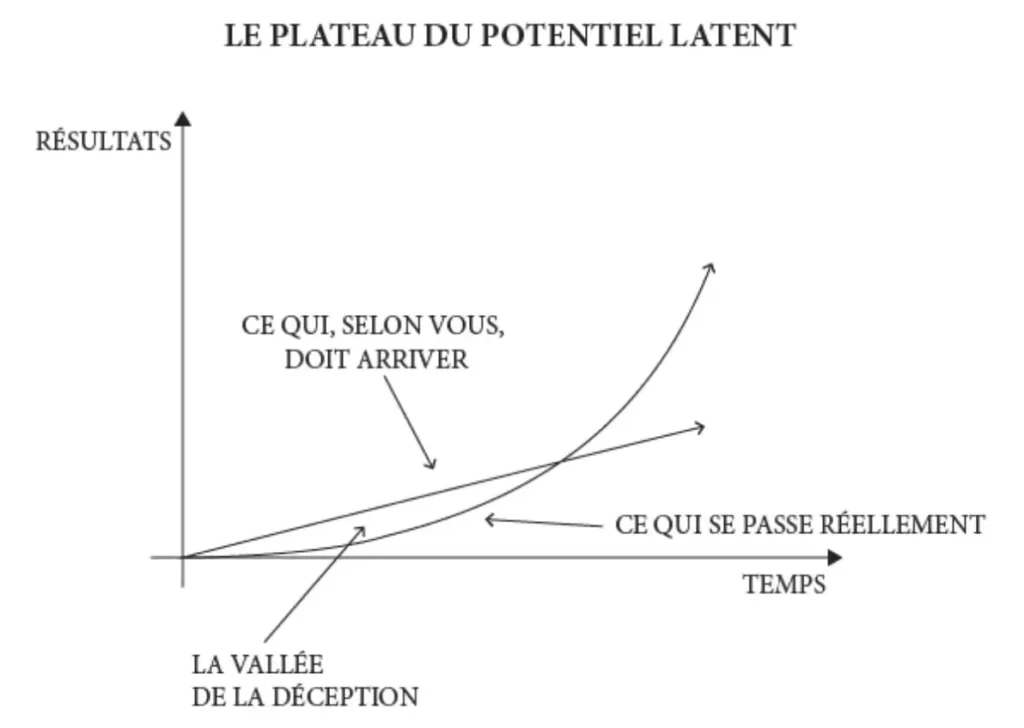 LE PLATEAU DU POTENTIEL LATENT
RÉSULTATS
CE QUI, SELON VOUS,
DOIT ARRIVER
CE QUI SE PASSE RÉELLEMENT
TEMPS
LA VALLÉE
DE LA DÉCEPTION